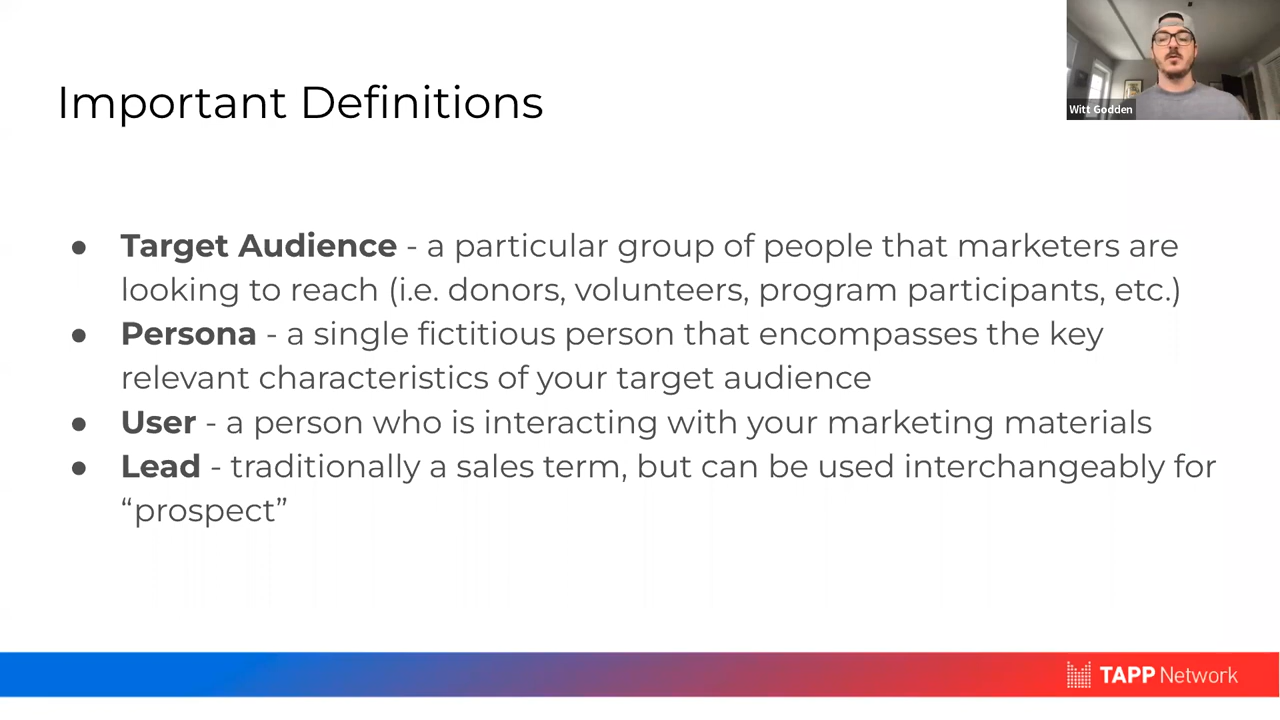 Important Definitions
Witt Godden
● Target Audience - a particular group of people that marketers are
looking to reach (i.e. donors, volunteers, program participants, etc.)
● Persona - a single fictitious person that encompasses the key
relevant characteristics of your target audience
● User - a person who is interacting with your marketing materials
● Lead - traditionally a sales term, but can be used interchangeably for
“prospect”
TAPP Network